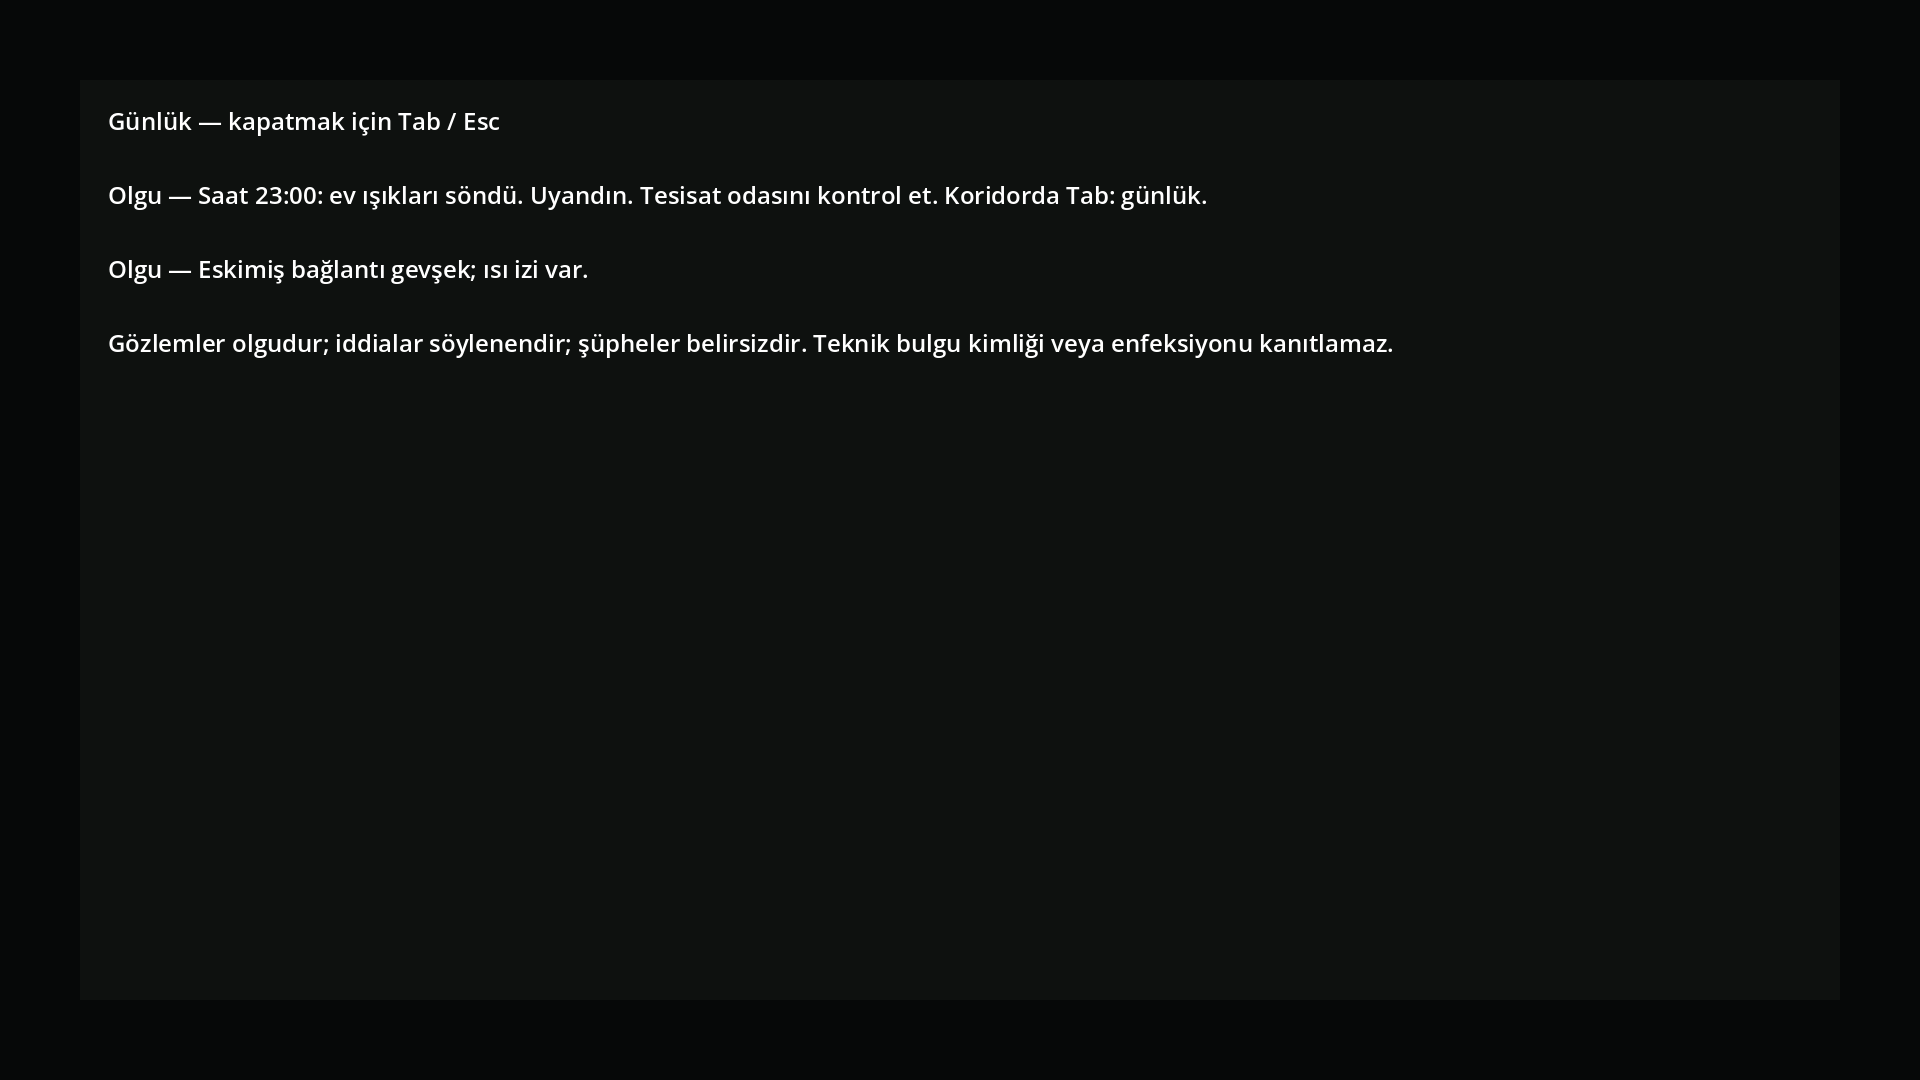 Günlük — kapatmak için Tab / Esc
Olgu — Saat 23:00: ev ışıkları söndü. Uyandın. Tesisat odasını kontrol et. Koridorda Tab: günlük.
Olgu — Eskimiş bağlantı gevşek; ısı izi var.
Gözlemler olgudur; iddialar söylenendir; şüpheler belirsizdir. Teknik bulgu kimliği veya enfeksiyonu kanıtlamaz.